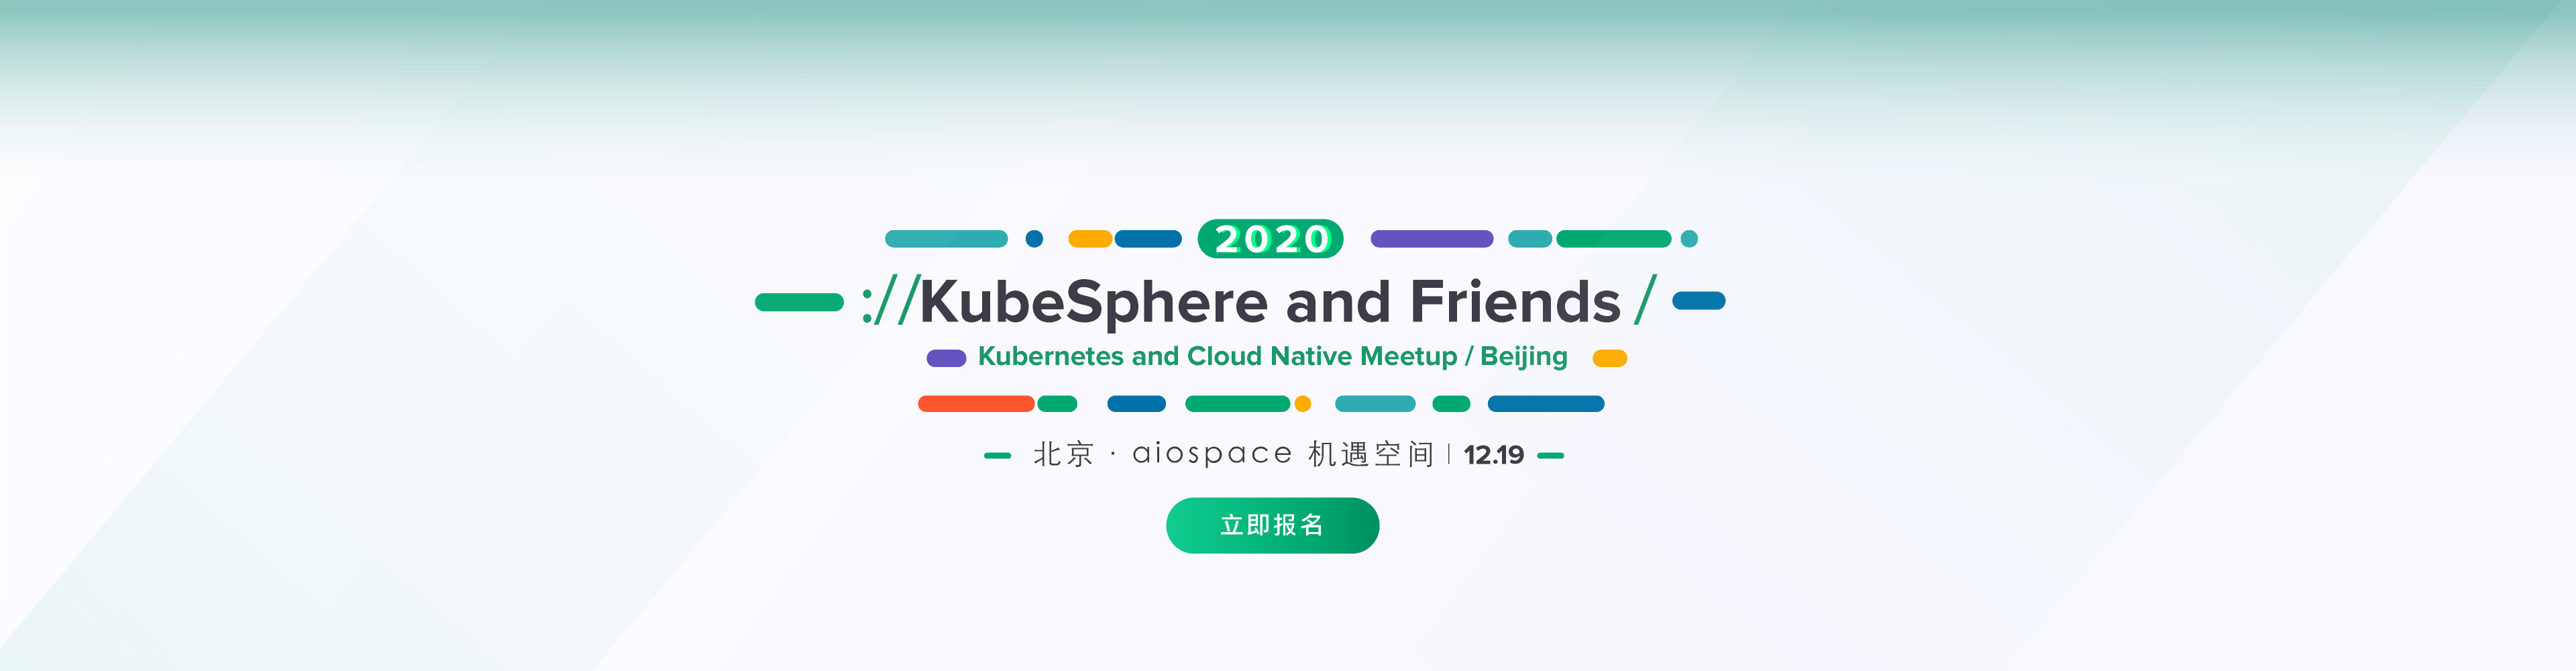 2020
://KubeSphere and Friends /
Kubernetes and Cloud Native Meetup / Beijing
北京 · aiospace 机遇空间 | 12.19
立即报名